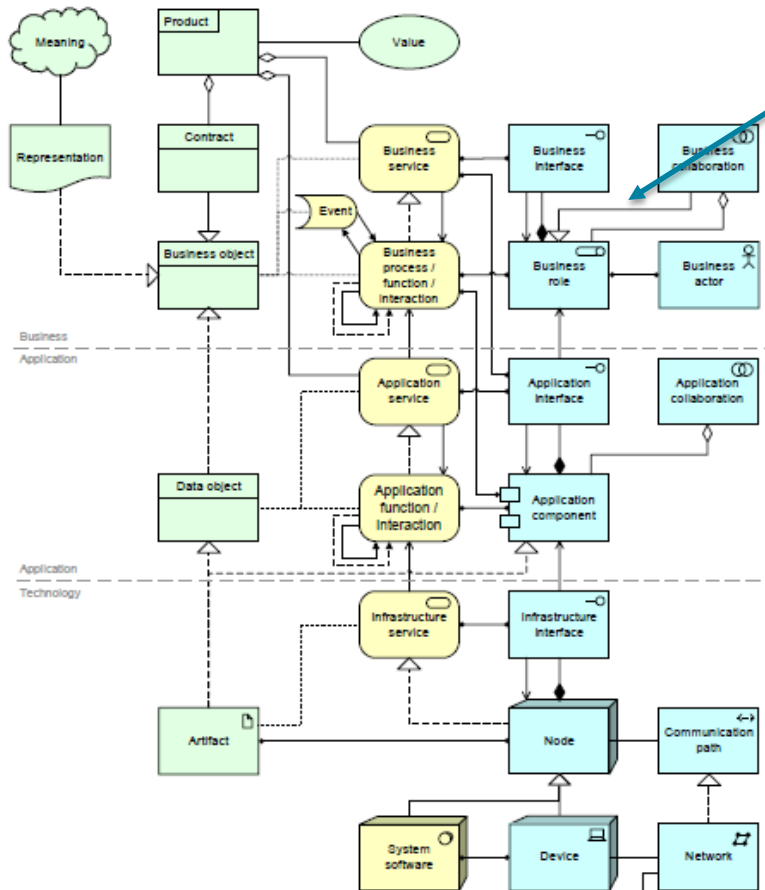 Product
Meaning
Value
Representation
Contract
Business
service
Business
Interface
Business
collaboration
Event
Business object
Business
process /
function /
Interaction
Business
role
Business
actor
Business
Application
Application
service
Application
Interface
Application
collaboration
Data object
Application
function /
Interaction
Application
component
Application
Technology
Infrastructure
service
Infrastructure
Interface
Artifact
Node
Communication
path
System
software
Device
Network